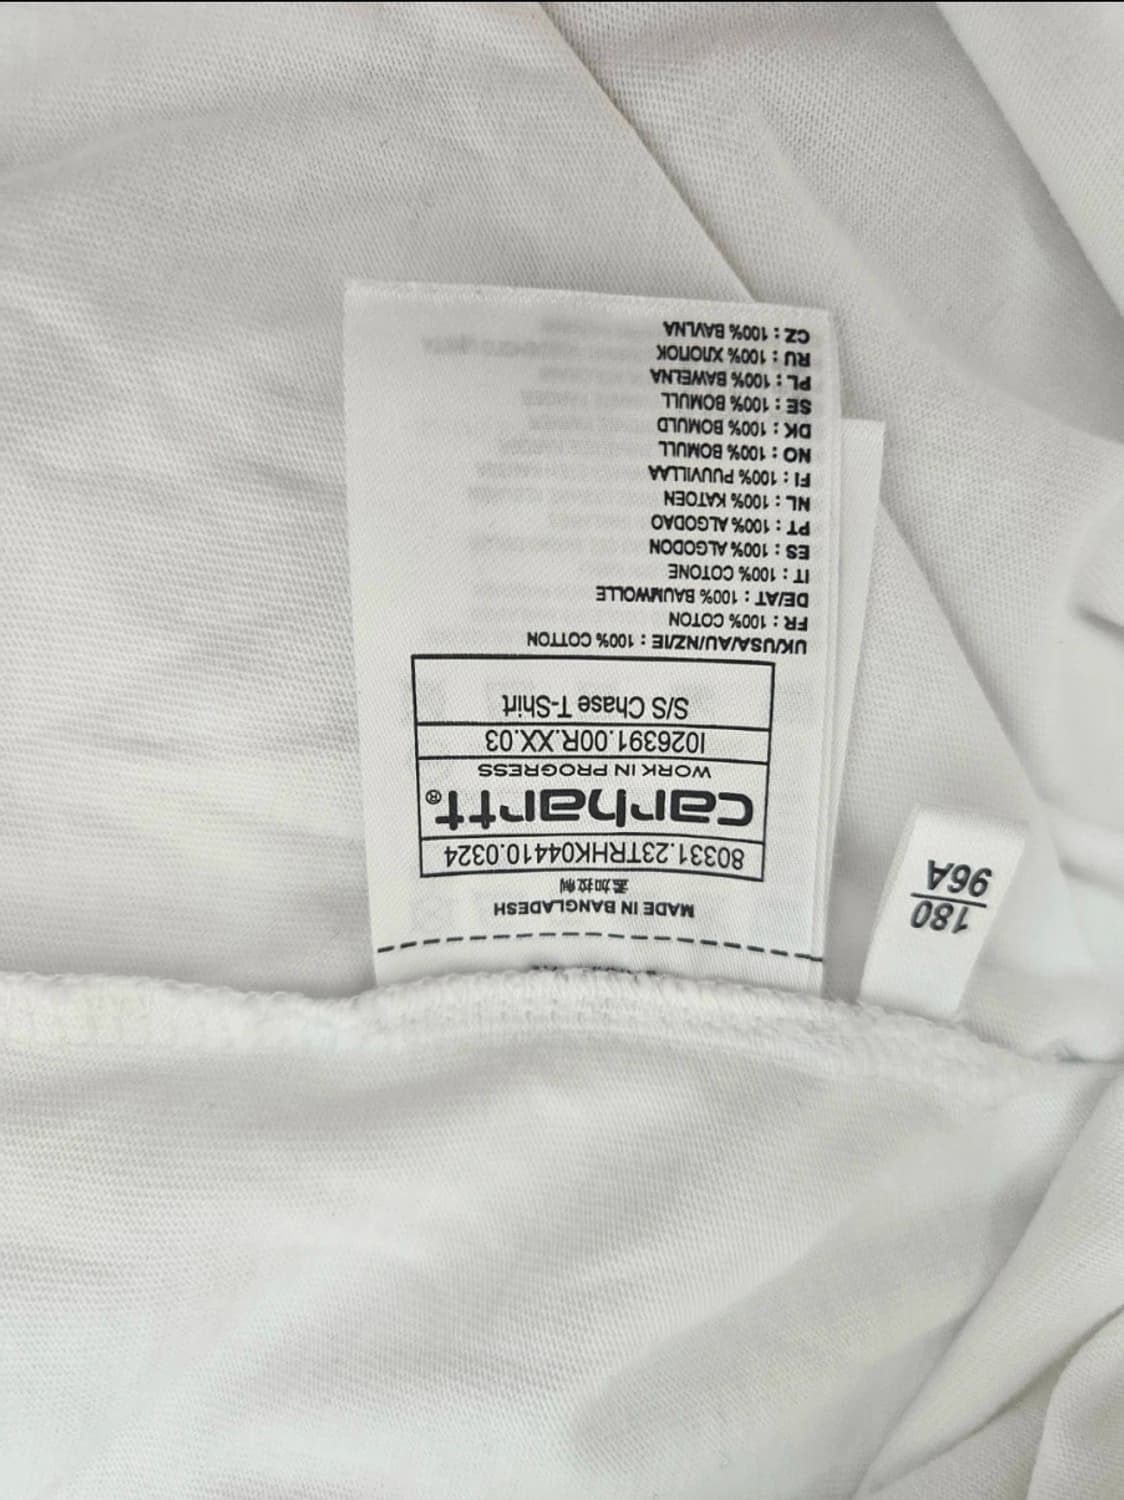 MADE IN BANGLADESH
孟加拉制
80331.23TRHK04410.0324
carhartt®
WORK IN PROGRESS
I026391.00R.XX.03
S/S Chase T-Shirt
UK/USA/AU/NZ/IE : 100% COTTON
FR : 100% COTON
DE/AT : 100% BAUMWOLLE
IT : 100% COTONE
ES : 100% ALGODON
PT : 100% ALGODAO
NL : 100% KATOEN
FI : 100% PUUVILLAA
NO : 100% BOMULL
DK : 100% BOMULD
SE : 100% BOMULL
PL : 100% BAWEŁNA
RU : 100% ХЛОПОК
CZ : 100% BAVLNA
180
96A